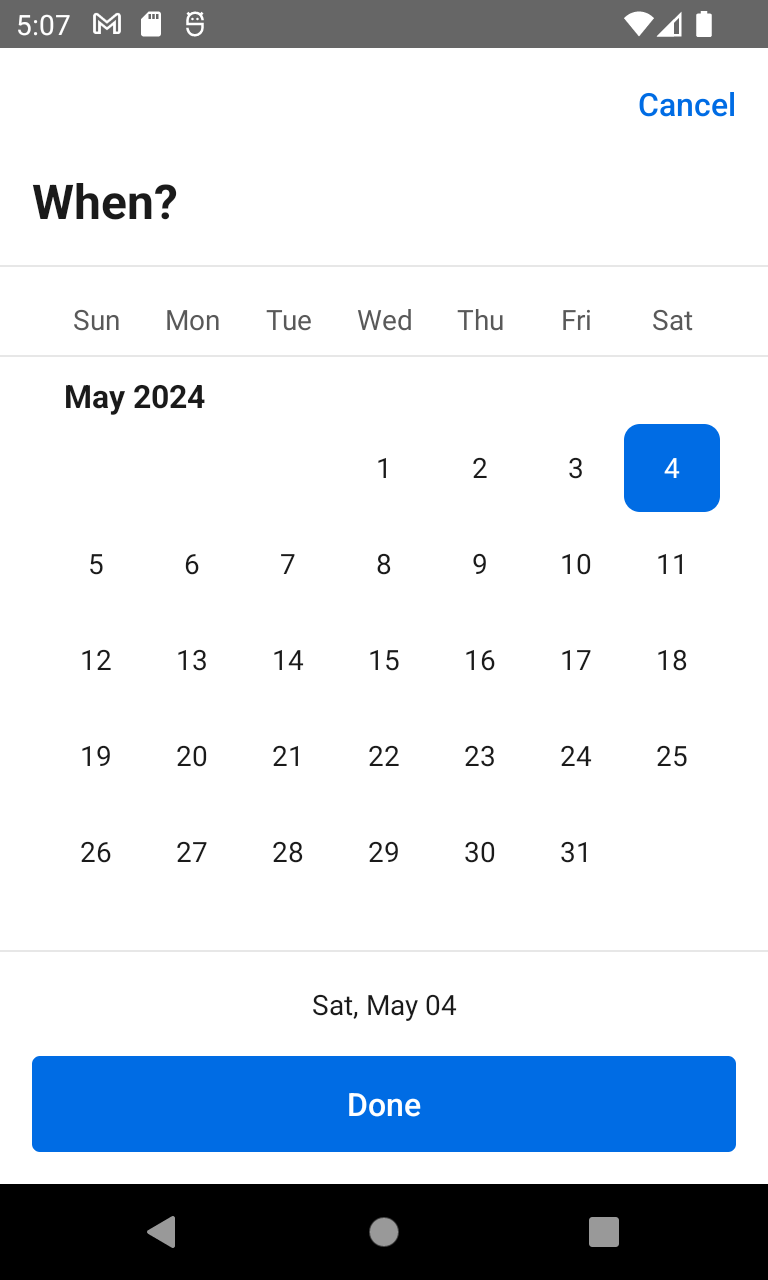 5:07
Cancel
When?
Sun Mon Tue Wed Thu Fri Sat
May 2024
1 2 3 4
5 6 7 8 9 10 11
12 13 14 15 16 17 18
19 20 21 22 23 24 25
26 27 28 29 30 31
Sat, May 04
Done